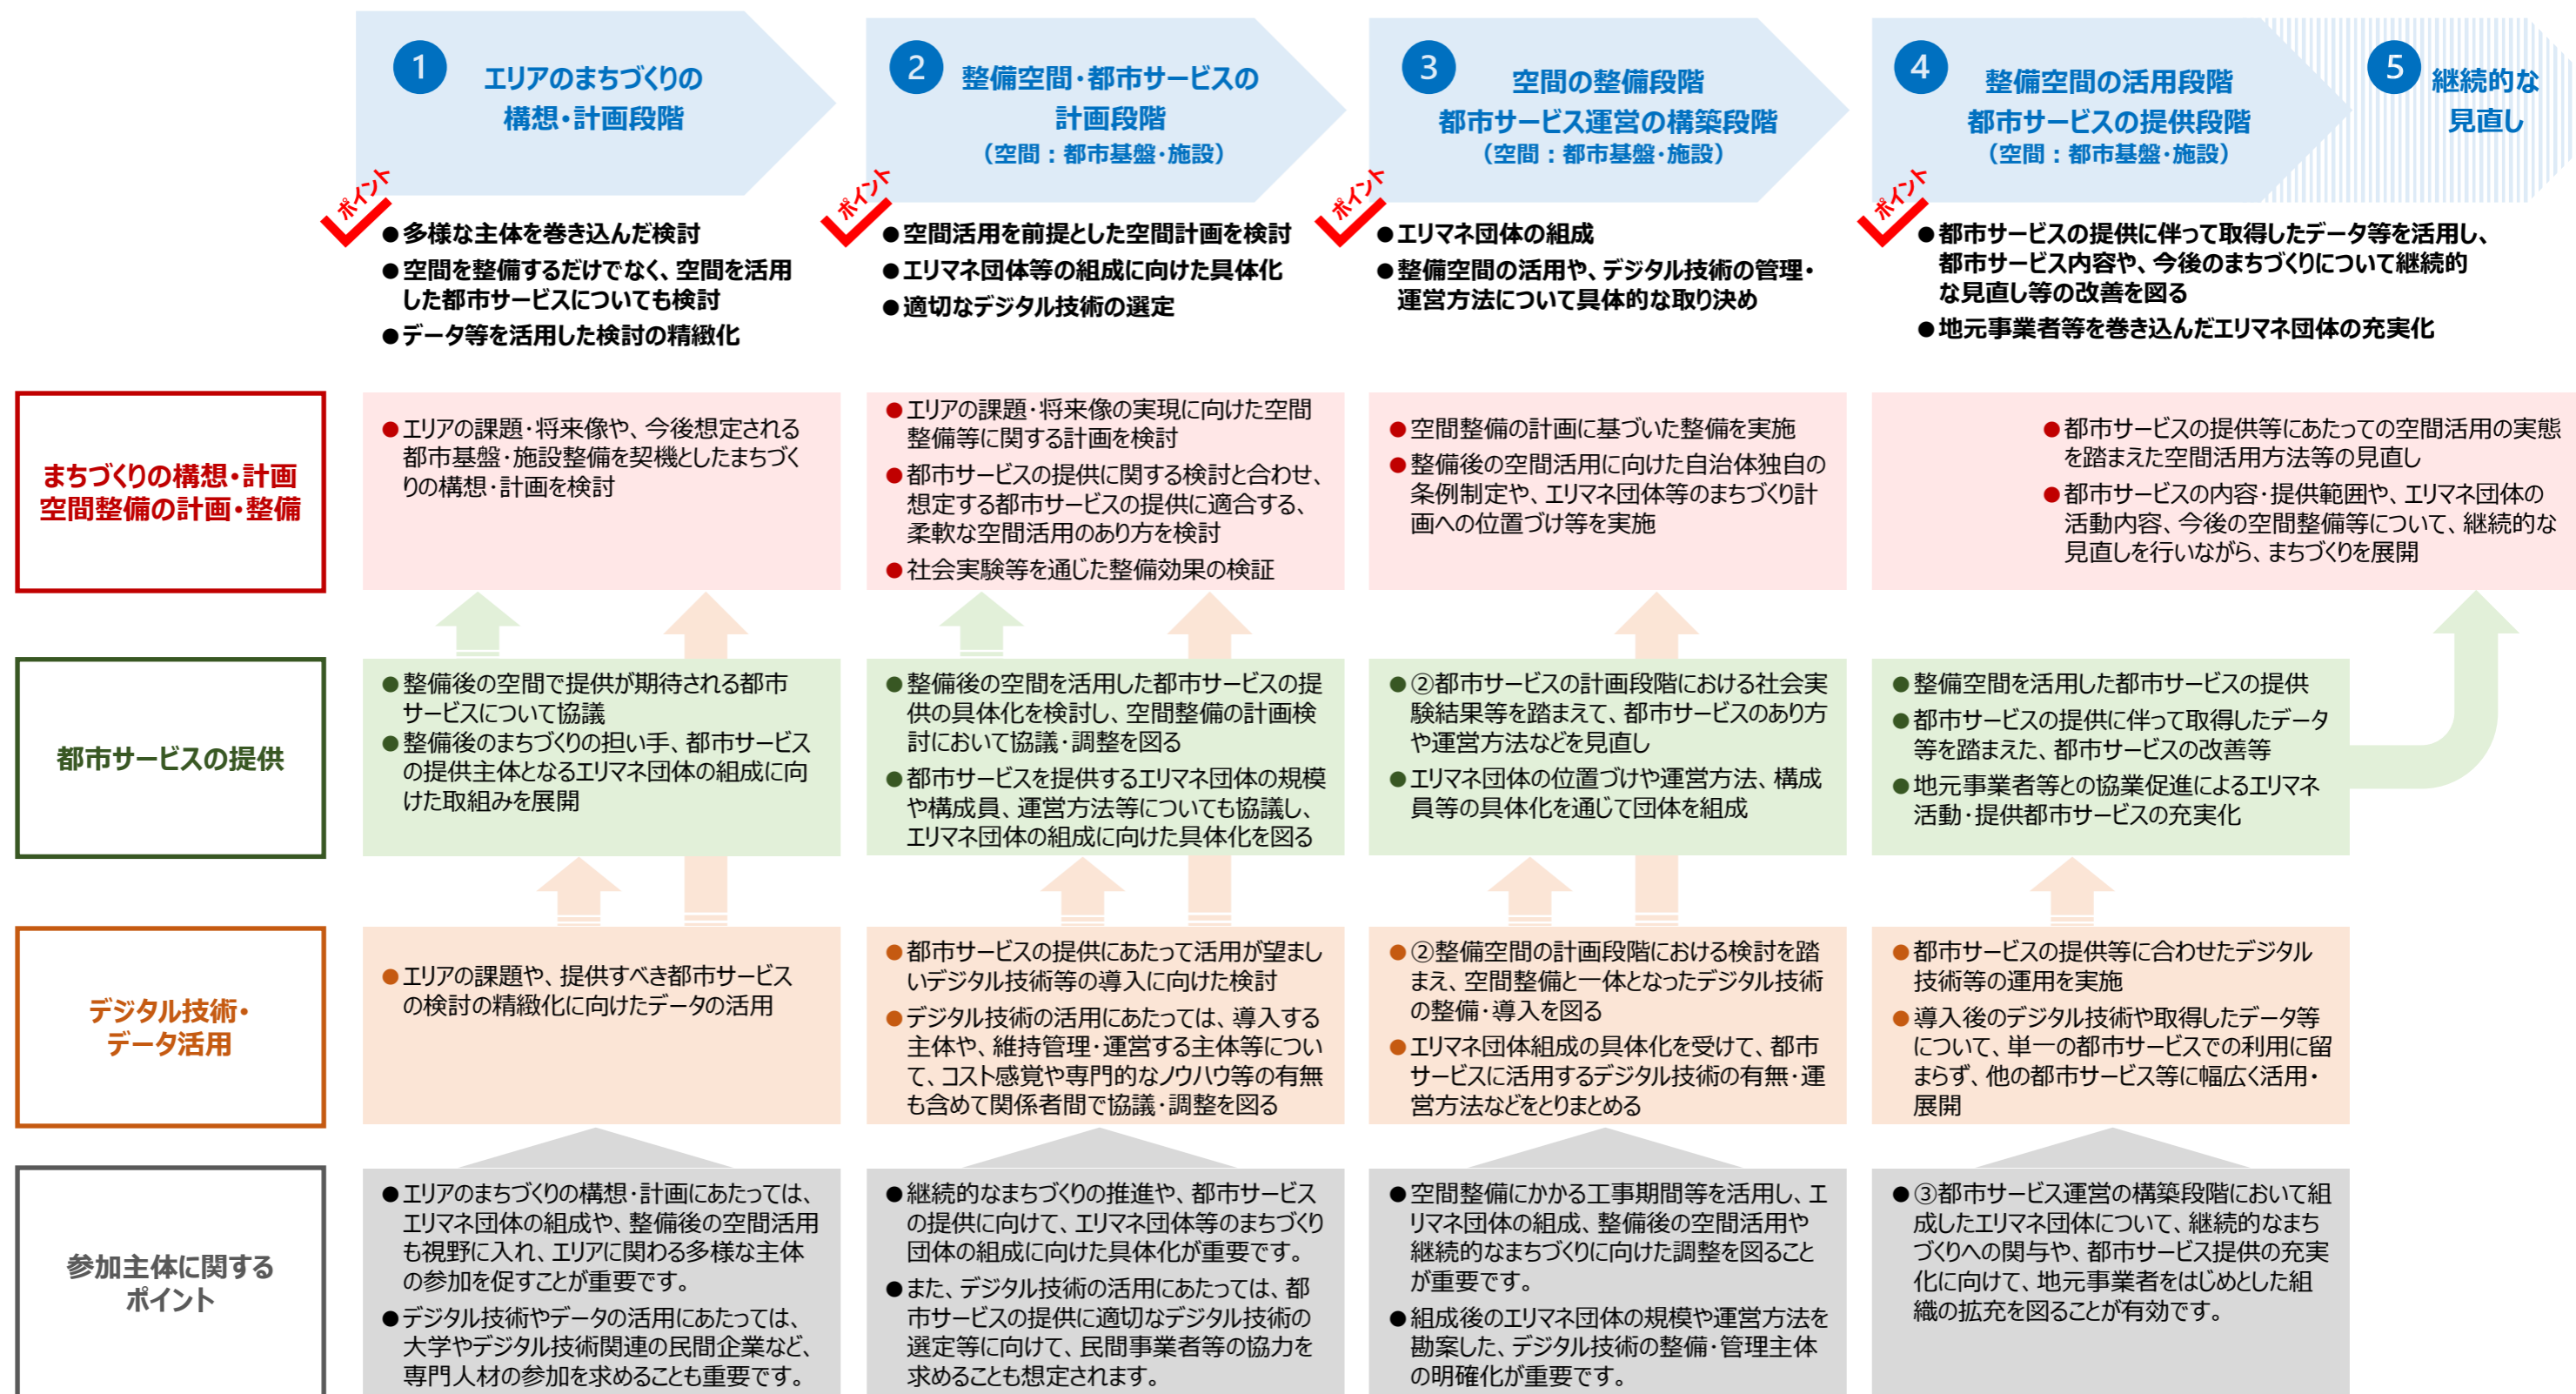 1
エリアのまちづくりの
構想・計画段階
2
整備空間・都市サービスの
計画段階
（空間：都市基盤・施設）
3
空間の整備段階
都市サービス運営の構築段階
（空間：都市基盤・施設）
4
整備空間の活用段階
都市サービスの提供段階
（空間：都市基盤・施設）
5
継続的な
見直し
ポイント
●多様な主体を巻き込んだ検討
●空間を整備するだけでなく、空間を活用
した都市サービスについても検討
●データ等を活用した検討の精緻化
ポイント
●空間活用を前提とした空間計画を検討
●エリマネ団体等の組成に向けた具体化
●適切なデジタル技術の選定
ポイント
●エリマネ団体の組成
●整備空間の活用や、デジタル技術の管理・
運営方法について具体的な取り決め
ポイント
●都市サービスの提供に伴って取得したデータ等を活用し、
都市サービス内容や、今後のまちづくりについて継続的
な見直し等の改善を図る
●地元事業者等を巻き込んだエリマネ団体の充実化
まちづくりの構想・計画
空間整備の計画・整備
●エリアの課題・将来像や、今後想定される
都市基盤・施設整備を契機としたまちづく
りの構想・計画を検討
●エリアの課題・将来像の実現に向けた空間
整備等に関する計画を検討
●都市サービスの提供に関する検討と合わせ、
想定する都市サービスの提供に適合する、
柔軟な空間活用のあり方を検討
●社会実験等を通じた整備効果の検証
●空間整備の計画に基づいた整備を実施
●整備後の空間活用に向けた自治体独自の
条例制定や、エリマネ団体等のまちづくり計
画への位置づけ等を実施
●都市サービスの提供等にあたっての空間活用の実態
を踏まえた空間活用方法等の見直し
●都市サービスの内容・提供範囲や、エリマネ団体の
活動内容、今後の空間整備等について、継続的な
見直しを行いながら、まちづくりを展開
都市サービスの提供
●整備後の空間で提供が期待される都市
サービスについて協議
●整備後のまちづくりの担い手、都市サービス
の提供主体となるエリマネ団体の組成に向
けた取組みを展開
●整備後の空間を活用した都市サービスの提
供の具体化を検討し、空間整備の計画検
討において協議・調整を図る
●都市サービスを提供するエリマネ団体の規模
や構成員、運営方法等についても協議し、
エリマネ団体の組成に向けた具体化を図る
●②都市サービスの計画段階における社会実
験結果等を踏まえて、都市サービスのあり方
や運営方法などを見直し
●エリマネ団体の位置づけや運営方法、構成
員等の具体化を通じて団体を組成
●整備空間を活用した都市サービスの提供
●都市サービスの提供に伴って取得したデータ
等を踏まえた、都市サービスの改善等
●地元事業者等との協業促進によるエリマネ
活動・提供都市サービスの充実化
デジタル技術・
データ活用
●エリアの課題や、提供すべき都市サービス
の検討の精緻化に向けたデータの活用
●都市サービスの提供にあたって活用が望まし
いデジタル技術等の導入に向けた検討
●デジタル技術の活用にあたっては、導入する
主体や、維持管理・運営する主体等につい
て、コスト感覚や専門的なノウハウ等の有無
も含めて関係者間で協議・調整を図る
●②整備空間の計画段階における検討を踏
まえ、空間整備と一体となったデジタル技術
の整備・導入を図る
●エリマネ団体組成の具体化を受けて、都市
サービスに活用するデジタル技術の有無・運
営方法などをとりまとめる
●都市サービスの提供等に合わせたデジタル
技術等の運用を実施
●導入後のデジタル技術や取得したデータ等
について、単一の都市サービスでの利用に留
まらず、他の都市サービス等に幅広く活用・
展開
参加主体に関する
ポイント
●エリアのまちづくりの構想・計画にあたっては、
エリマネ団体の組成や、整備後の空間活用
も視野に入れ、エリアに関わる多様な主体
の参加を促すことが重要です。
●デジタル技術やデータの活用にあたっては、
大学やデジタル技術関連の民間企業など、
専門人材の参加を求めることも重要です。
●継続的なまちづくりの推進や、都市サービス
の提供に向けて、エリマネ団体等のまちづくり
団体の組成に向けた具体化が重要です。
●また、デジタル技術の活用にあたっては、都
市サービスの提供に適切なデジタル技術の
選定等に向けて、民間事業者等の協力を
求めることも想定されます。
●空間整備にかかる工事期間等を活用し、エ
リマネ団体の組成、整備後の空間活用や
継続的なまちづくりに向けた調整を図ること
が重要です。
●組成後のエリマネ団体の規模や運営方法を
勘案した、デジタル技術の整備・管理主体
の明確化が重要です。
●③都市サービス運営の構築段階において組
成したエリマネ団体について、継続的なまち
づくりへの関与や、都市サービス提供の充実
化に向けて、地元事業者をはじめとした組
織の拡充を図ることが有効です。